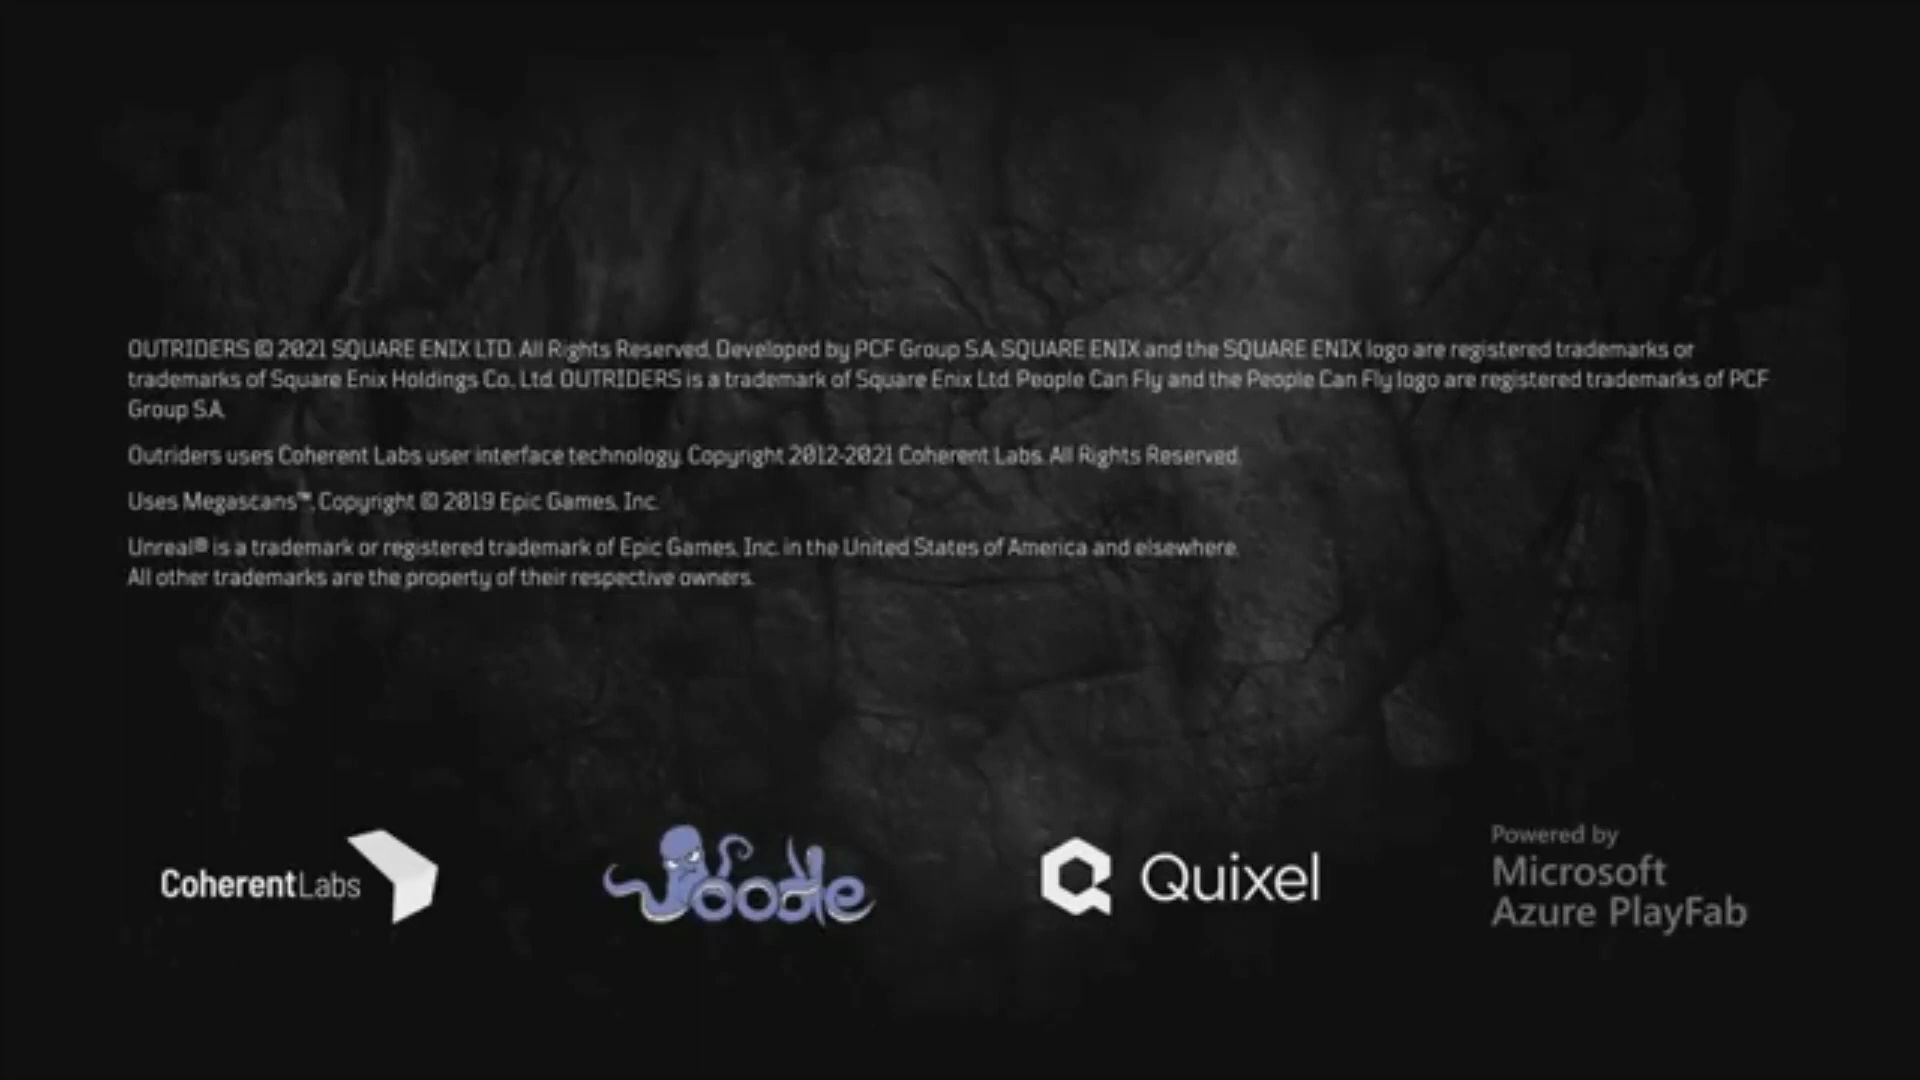 OUTRIDERS © 2021 SQUARE ENIX LTD. All Rights Reserved. Developed by PCF Group S.A. SQUARE ENIX and the SQUARE ENIX logo are registered trademarks or
trademarks of Square Enix Holdings Co., Ltd. OUTRIDERS is a trademark of Square Enix Ltd. People Can Fly and the People Can Fly logo are registered trademarks of PCF
Group S.A.
Outriders uses Coherent Labs user interface technology. Copyright 2012-2021 Coherent Labs. All Rights Reserved.
Uses Megascans™. Copyright © 2019 Epic Games, Inc.
Unreal® is a trademark or registered trademark of Epic Games, Inc. in the United States of America and elsewhere.
All other trademarks are the property of their respective owners.
CoherentLabs
Oodle
Quixel
Powered by
Microsoft
Azure PlayFab